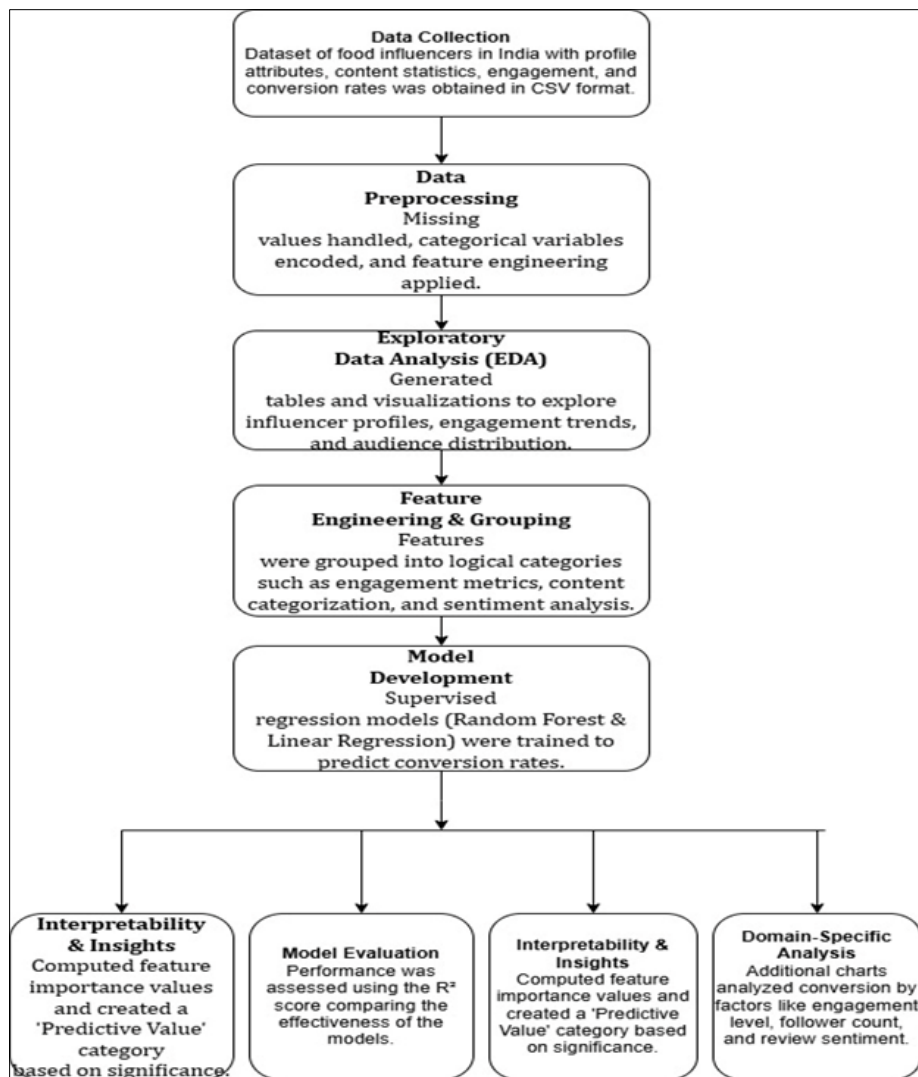 Data Collection
Dataset of food influencers in India with profile
attributes, content statistics, engagement, and
conversion rates was obtained in CSV format.
Data
Preprocessing
Missing
values handled, categorical variables
encoded, and feature engineering
applied.
Exploratory
Data Analysis (EDA)
Generated
tables and visualizations to explore
influencer profiles, engagement trends,
and audience distribution.
Feature
Engineering & Grouping
Features
were grouped into logical categories
such as engagement metrics, content
categorization, and sentiment analysis.
Model
Development
Supervised
regression models (Random Forest &
Linear Regression) were trained to
predict conversion rates.
Interpretability
& Insights
Computed feature
importance values
and created a
'Predictive Value'
category
based on significance.
Model Evaluation
Performance was
assessed using the R²
score comparing the
effectiveness of the
models.
Interpretability &
Insights
Computed feature
importance values and
created a 'Predictive
Value' category based
on significance.
Domain-Specific
Analysis
Additional charts
analyzed conversion by
factors like engagement
level, follower count,
and review sentiment.